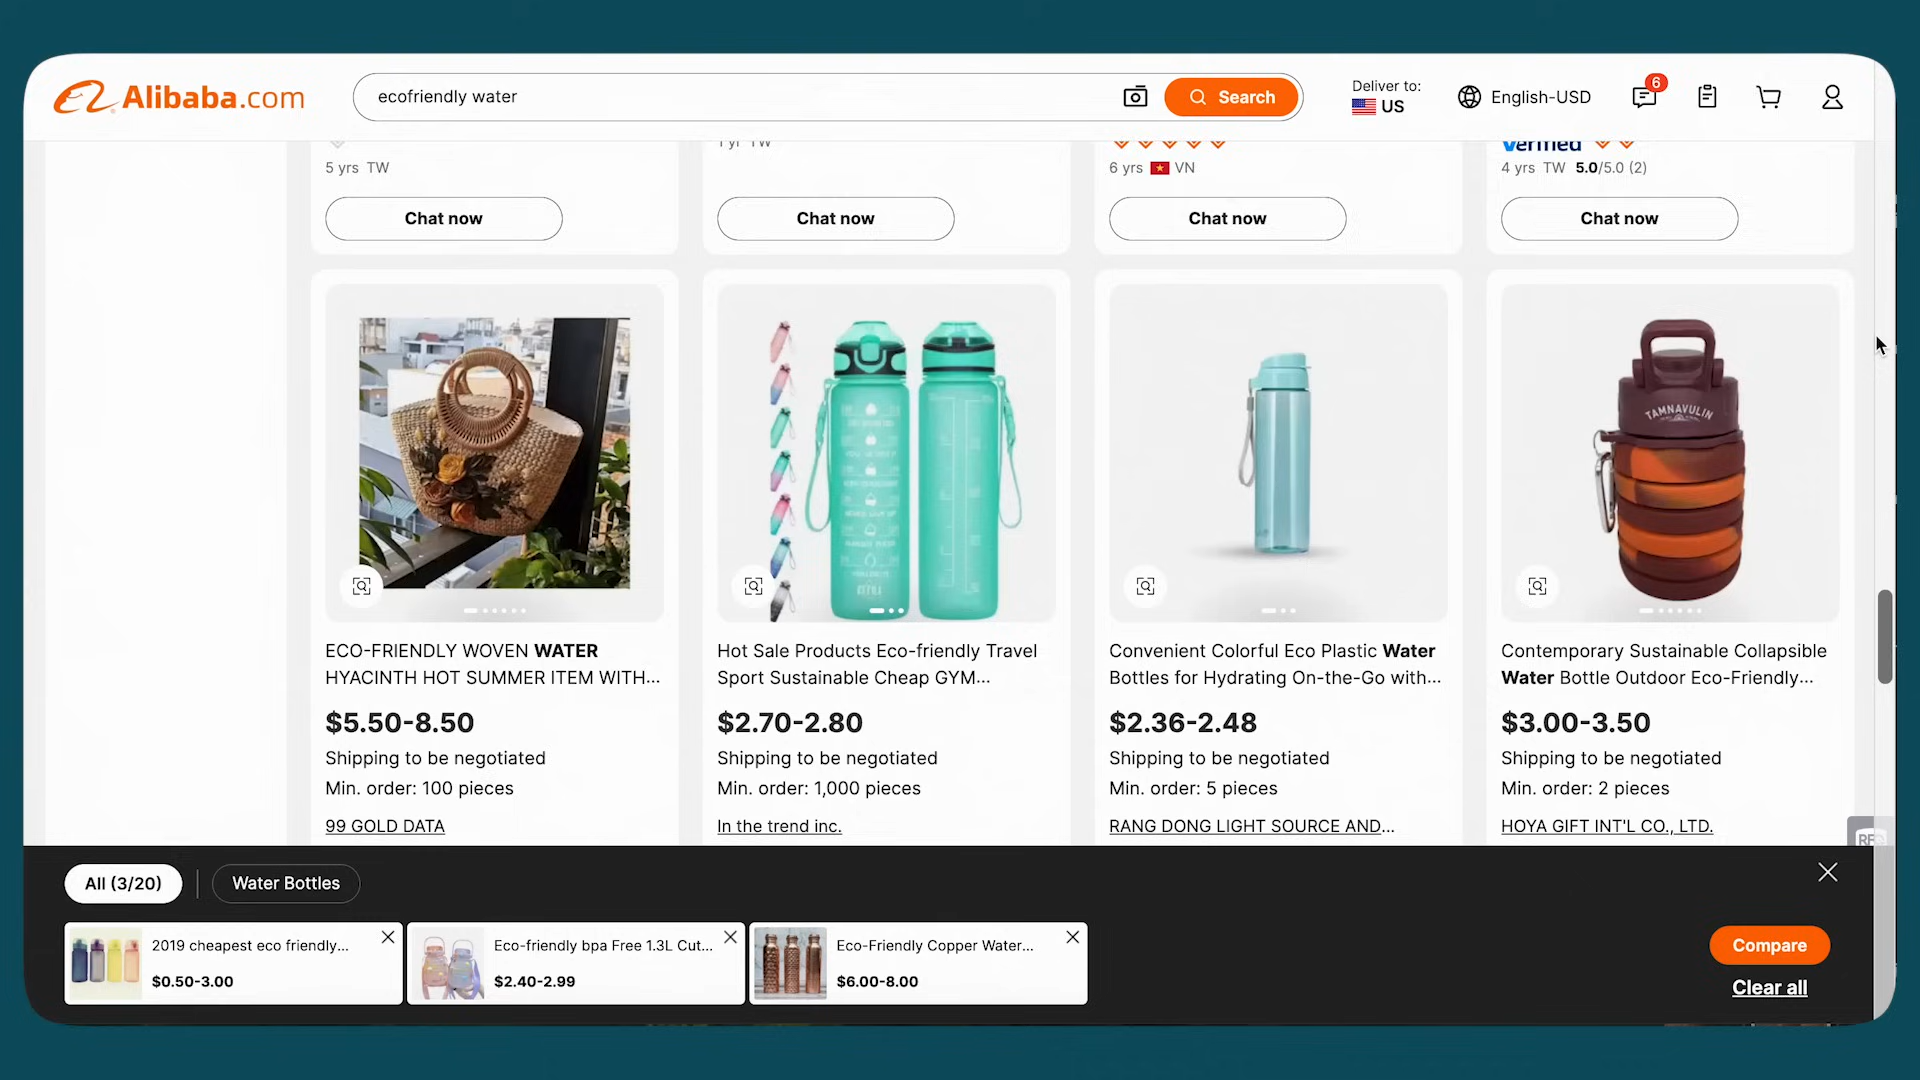 Alibaba.com
ecofriendly water
Search
Deliver to:
US
English-USD
6
5 yrs TW
1 yr TW
6 yrs VN
Verified
4 yrs TW 5.0/5.0 (2)
Chat now
Chat now
Chat now
Chat now
ECO-FRIENDLY WOVEN WATER
HYACINTH HOT SUMMER ITEM WITH...
$5.50-8.50
Shipping to be negotiated
Min. order: 100 pieces
99 GOLD DATA
Hot Sale Products Eco-friendly Travel
Sport Sustainable Cheap GYM...
$2.70-2.80
Shipping to be negotiated
Min. order: 1,000 pieces
In the trend inc.
Convenient Colorful Eco Plastic Water
Bottles for Hydrating On-the-Go with...
$2.36-2.48
Shipping to be negotiated
Min. order: 5 pieces
RANG DONG LIGHT SOURCE AND...
TAMNAVULIN
Contemporary Sustainable Collapsible
Water Bottle Outdoor Eco-Friendly...
$3.00-3.50
Shipping to be negotiated
Min. order: 2 pieces
HOYA GIFT INT'L CO., LTD.
All (3/20)
Water Bottles
2019 cheapest eco friendly...
$0.50-3.00
Eco-friendly bpa Free 1.3L Cut...
$2.40-2.99
Eco-Friendly Copper Water...
$6.00-8.00
Compare
Clear all